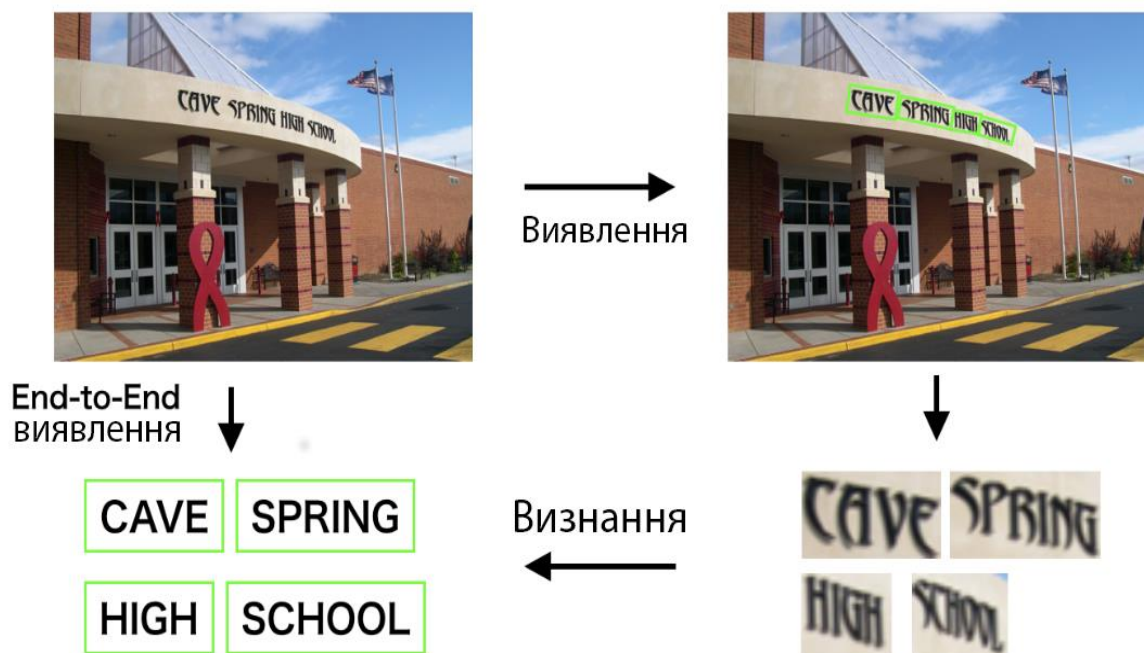 CAVE SPRING HIGH SCHOOL
CAVE SPRING HIGH SCHOOL
Виявлення
End-to-End
виявлення
CAVE SPRING
Визнання
CAVE SPRING
HIGH SCHOOL
HIGH SCHOOL